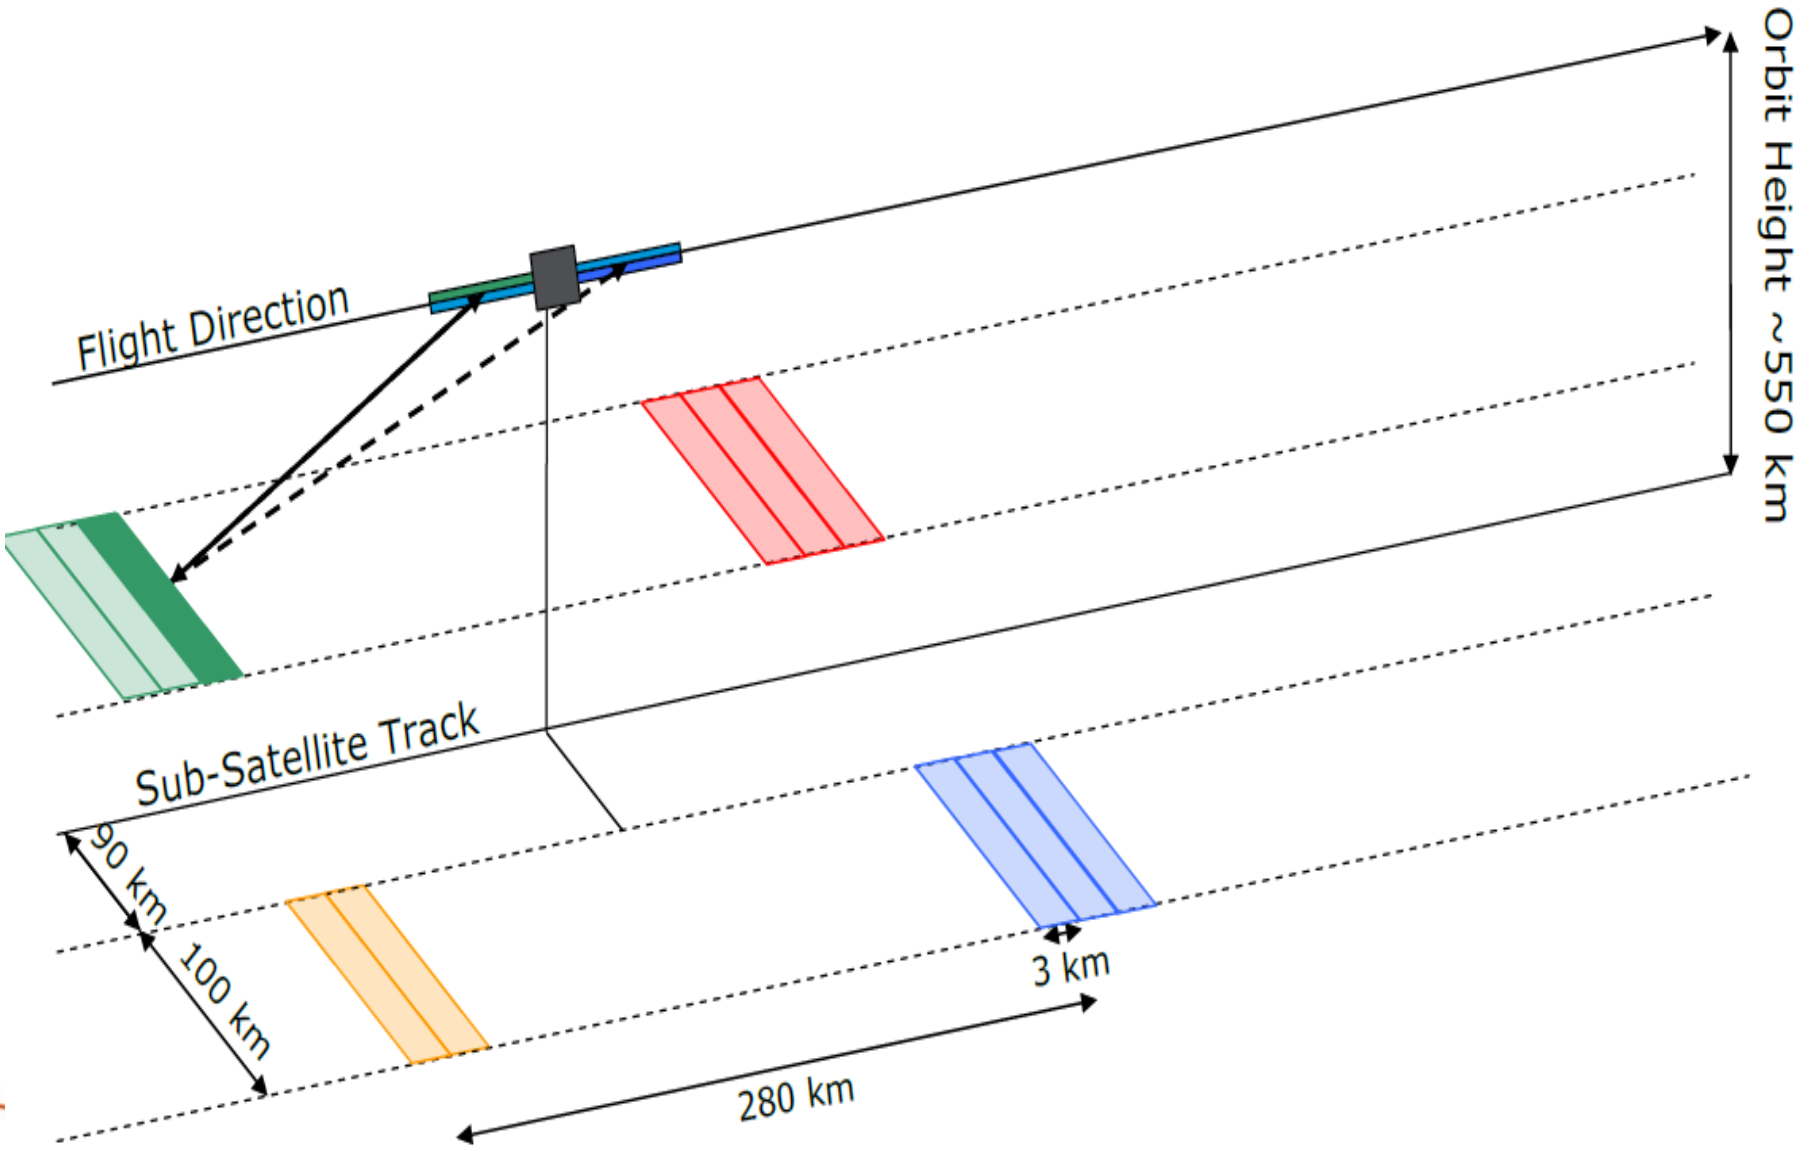 Orbit Height ~550 km
Flight Direction
Sub-Satellite Track
90 km
100 km
3 km
280 km